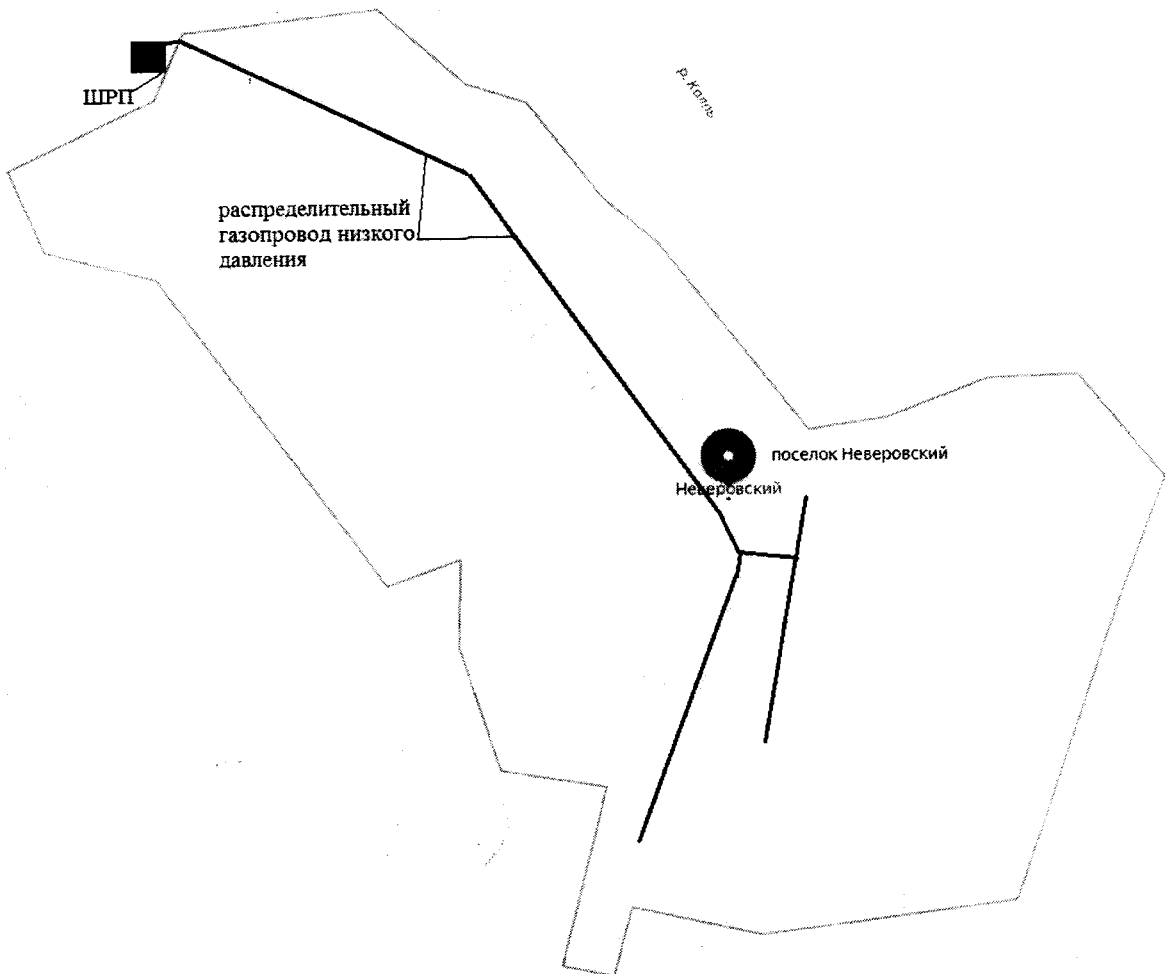 ШРП
р. Колпь
распределительный
газопровод низкого
давления
поселок Неверовский
Неверовский